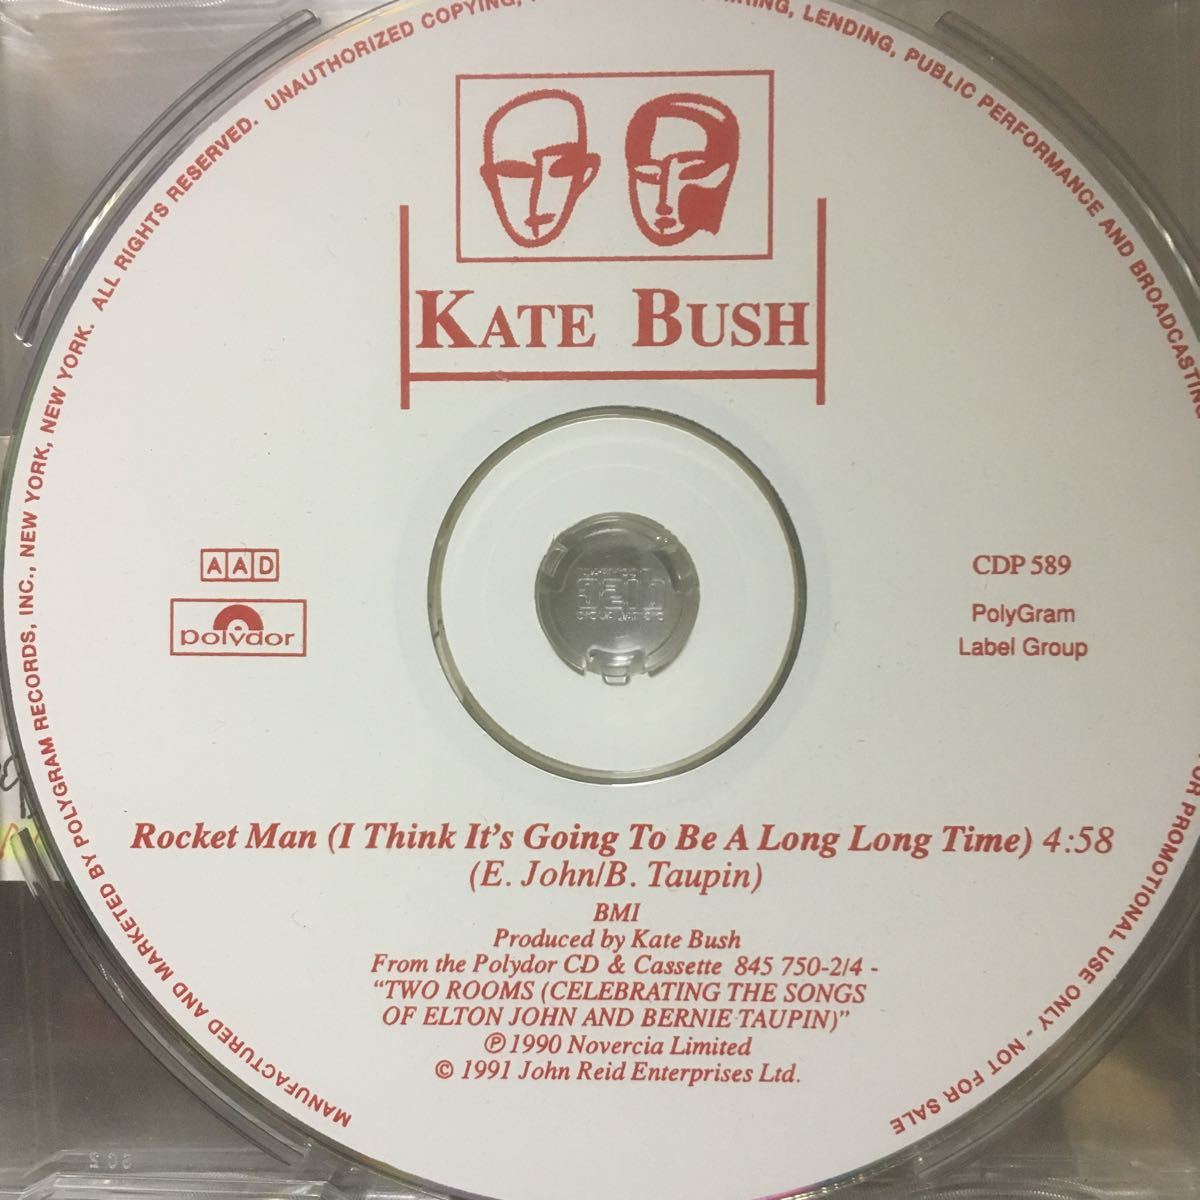 KATE BUSH
AAD
polydor
CDP 589
PolyGram
Label Group
Rocket Man (I Think It's Going To Be A Long Long Time) 4:58
(E. John/B. Taupin)
BMI
Produced by Kate Bush
From the Polydor CD & Cassette 845 750-2/4 -
“TWO ROOMS (CELEBRATING THE SONGS
OF ELTON JOHN AND BERNIE TAUPIN)”
℗ 1990 Novercia Limited
© 1991 John Reid Enterprises Ltd.
MANUFACTURED AND MARKETED BY POLYGRAM RECORDS, INC., NEW YORK, NEW YORK. ALL RIGHTS RESERVED. UNAUTHORIZED COPYING, LENDING, PUBLIC PERFORMANCE AND BROADCASTING FOR PROMOTIONAL USE ONLY - NOT FOR SALE